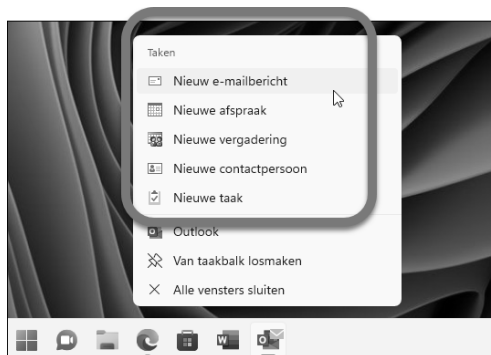 Taken
Nieuw e-mailbericht
Nieuwe afspraak
Nieuwe vergadering
Nieuwe contactpersoon
Nieuwe taak
Outlook
Van taakbalk losmaken
Alle vensters sluiten